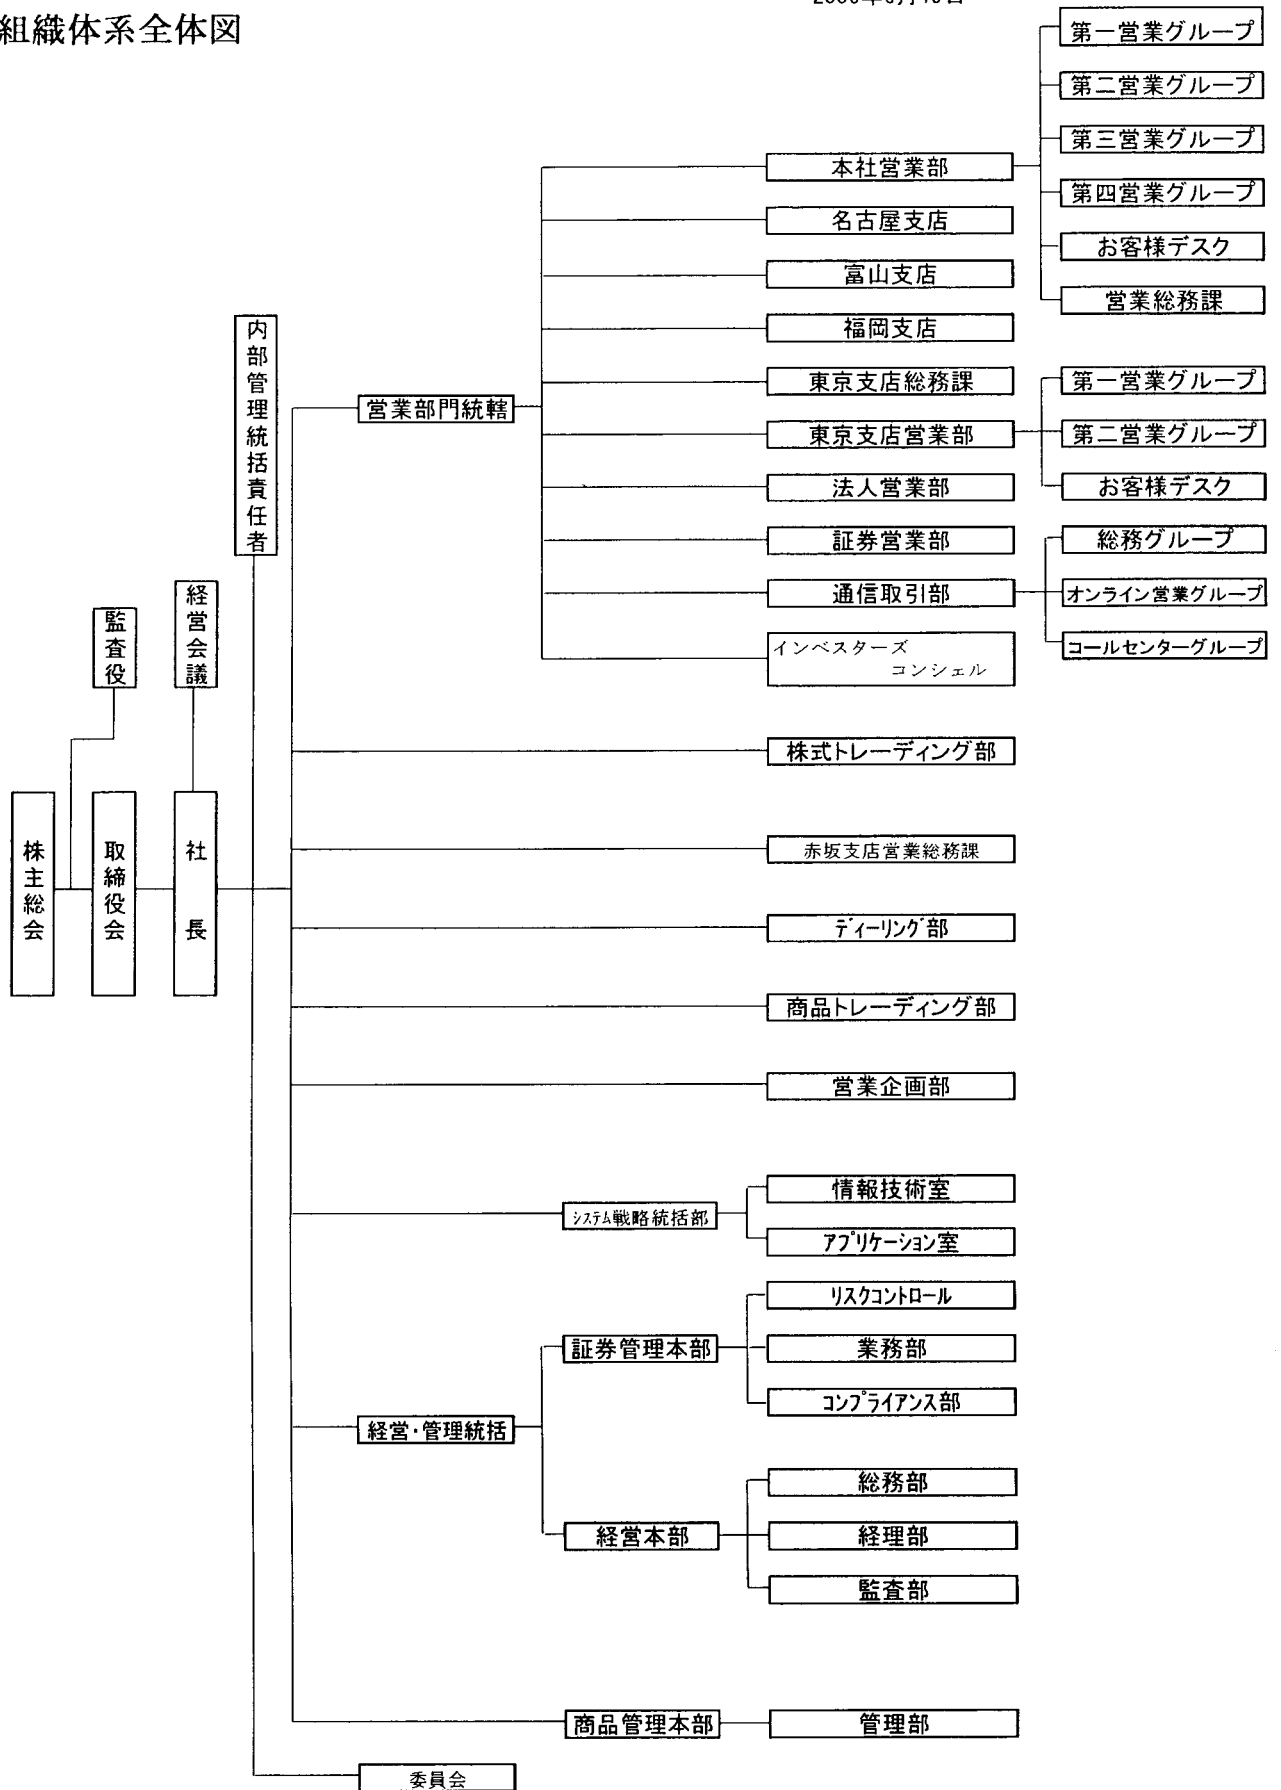 組織体系全体図
第一営業グループ
第二営業グループ
第三営業グループ
本社営業部
第四営業グループ
名古屋支店
お客様デスク
富山支店
営業総務課
内部管理統括責任者
福岡支店
東京支店総務課
第一営業グループ
営業部門統轄
東京支店営業部
第二営業グループ
法人営業部
お客様デスク
証券営業部
総務グループ
経営会議
通信取引部
オンライン営業グループ
監査役
インベスターズ
コンシェル
コールセンターグループ
株式トレーディング部
株主総会
取締役会
社長
赤坂支店営業総務課
ディーリング部
商品トレーディング部
営業企画部
情報技術室
システム戦略統括部
アプリケーション室
リスクコントロール
証券管理本部
業務部
コンプライアンス部
経営・管理統括
総務部
経営本部
経理部
監査部
商品管理本部
管理部
委員会